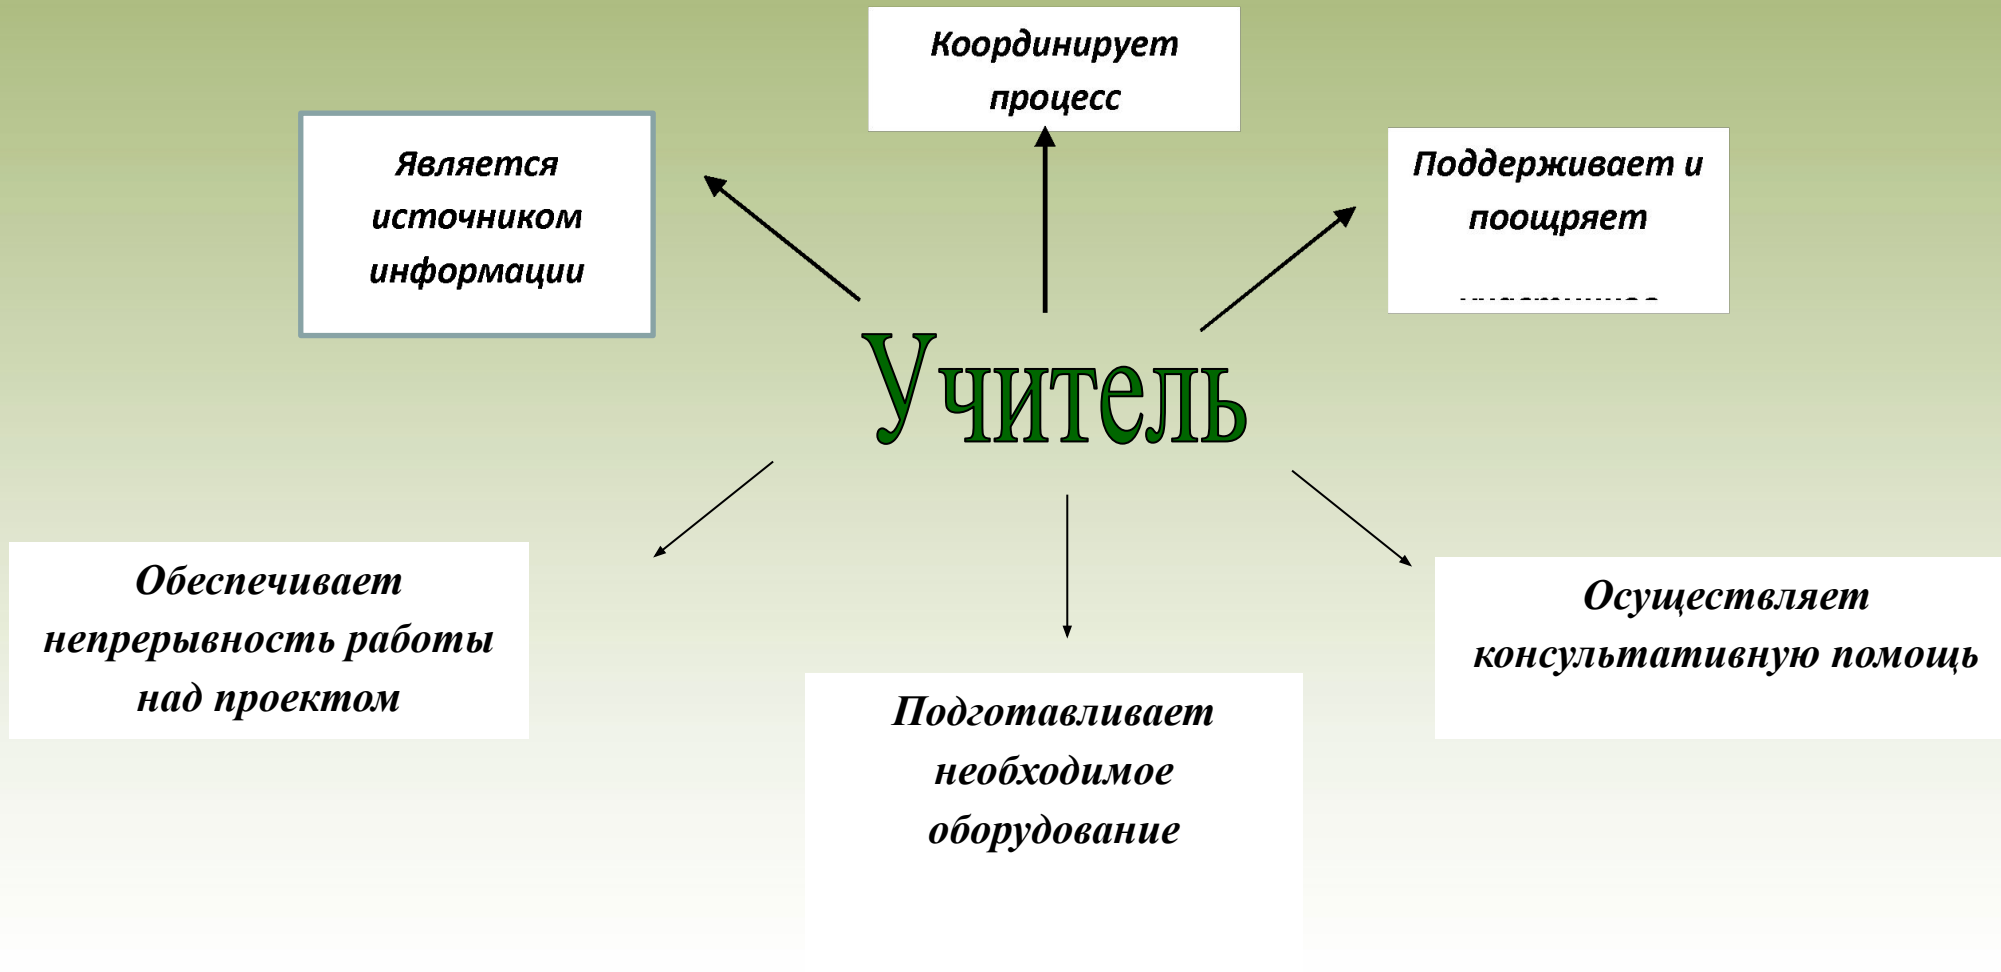 Координирует
процесс
Является
источником
информации
Поддерживает и
поощряет
Учитель
Обеспечивает
непрерывность работы
над проектом
Подготавливает
необходимое
оборудование
Осуществляет
консультативную помощь